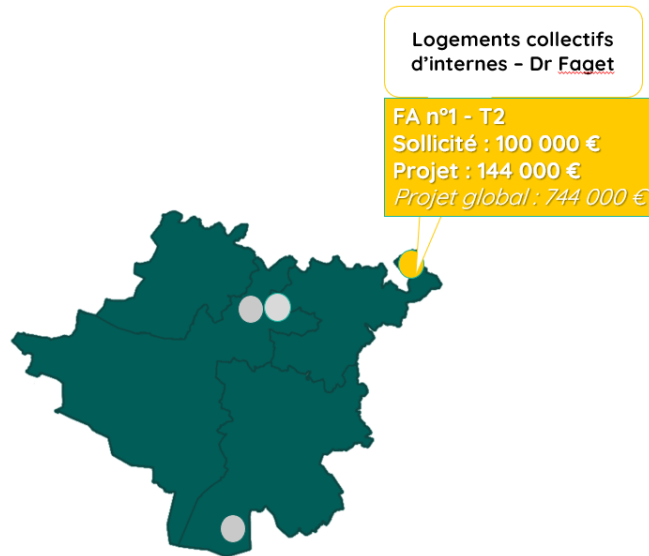 Logements collectifs
d'internes – Dr Faget
FA n°1 - T2
Sollicité : 100 000 €
Projet : 144 000 €
Projet global : 744 000 €